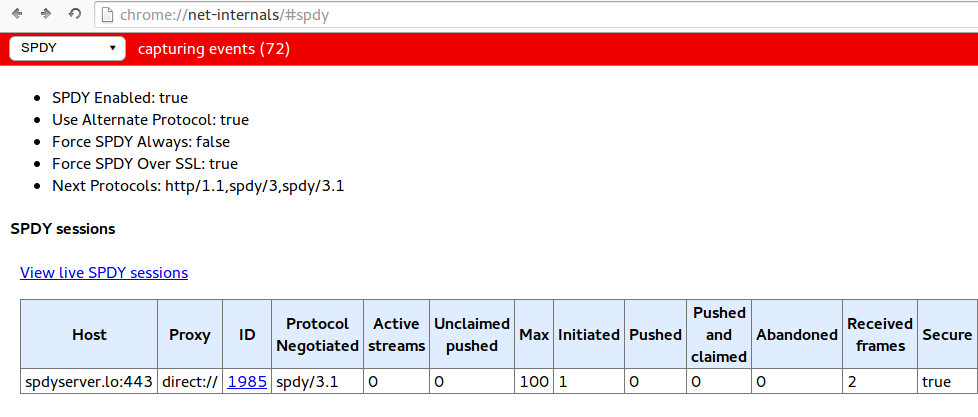 chrome://net-internals/#spdy
SPDY capturing events (72)
SPDY Enabled: true
Use Alternate Protocol: true
Force SPDY Always: false
Force SPDY Over SSL: true
Next Protocols: http/1.1,spdy/3,spdy/3.1
SPDY sessions
View live SPDY sessions
Host Proxy ID Protocol Negotiated Active streams Unclaimed pushed Max Initiated Pushed Pushed and claimed Abandoned Received frames Secure
spdyserver.lo:443 direct:// 1985 spdy/3.1 0 0 100 1 0 0 0 2 true